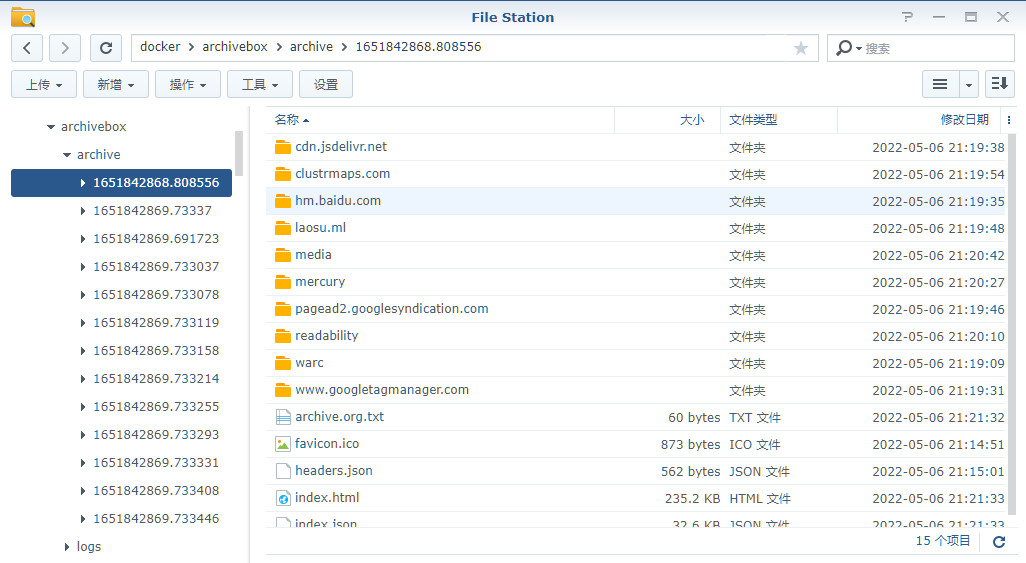 File Station
docker archivebox archive 1651842868.808556 搜索
上传 新增 操作 工具 设置
archivebox
archive
1651842868.808556
1651842869.73337
1651842869.691723
1651842869.733037
1651842869.733078
1651842869.733119
1651842869.733158
1651842869.733214
1651842869.733255
1651842869.733293
1651842869.733331
1651842869.733408
1651842869.733446
logs
名称 大小 文件类型 修改日期
cdn.jsdelivr.net 文件夹 2022-05-06 21:19:38
clustrmaps.com 文件夹 2022-05-06 21:19:54
hm.baidu.com 文件夹 2022-05-06 21:19:35
laosu.ml 文件夹 2022-05-06 21:19:48
media 文件夹 2022-05-06 21:20:42
mercury 文件夹 2022-05-06 21:20:27
pagead2.googlesyndication.com 文件夹 2022-05-06 21:19:46
readability 文件夹 2022-05-06 21:20:10
warc 文件夹 2022-05-06 21:19:09
www.googletagmanager.com 文件夹 2022-05-06 21:19:31
archive.org.txt 60 bytes TXT 文件 2022-05-06 21:21:32
favicon.ico 873 bytes ICO 文件 2022-05-06 21:14:51
headers.json 562 bytes JSON 文件 2022-05-06 21:15:01
index.html 235.2 KB HTML 文件 2022-05-06 21:21:33
index.json 32.6 KB JSON 文件 2022-05-06 21:21:33
15 个项目